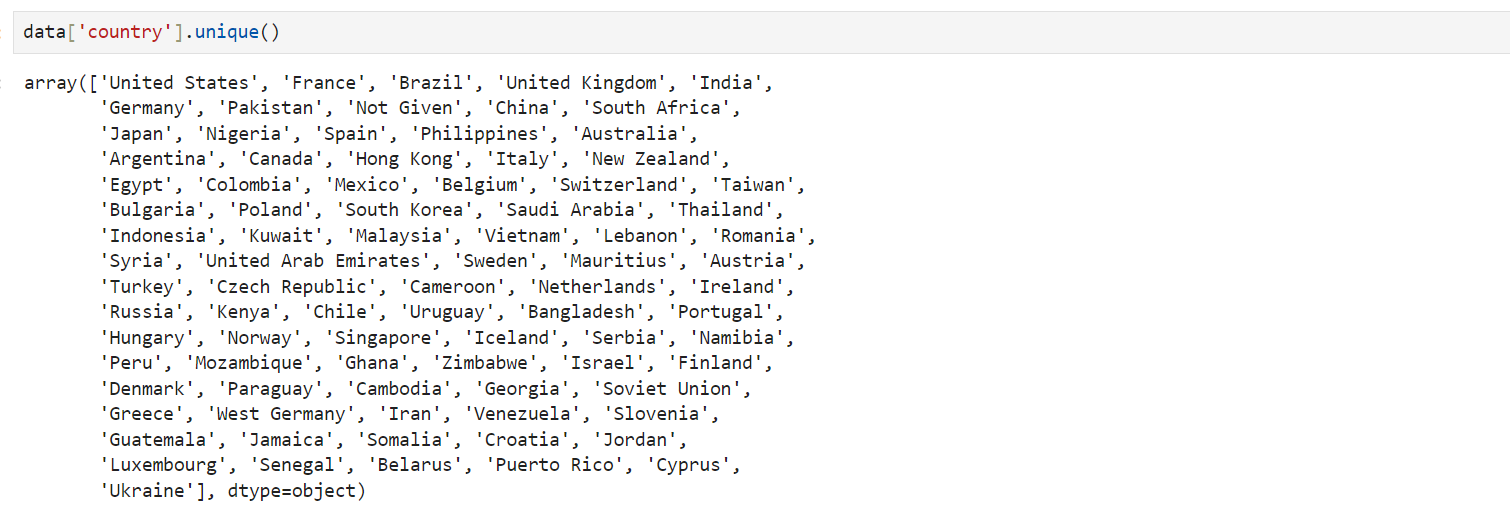 data['country'].unique()
array(['United States', 'France', 'Brazil', 'United Kingdom', 'India',
'Germany', 'Pakistan', 'Not Given', 'China', 'South Africa',
'Japan', 'Nigeria', 'Spain', 'Philippines', 'Australia',
'Argentina', 'Canada', 'Hong Kong', 'Italy', 'New Zealand',
'Egypt', 'Colombia', 'Mexico', 'Belgium', 'Switzerland', 'Taiwan',
'Bulgaria', 'Poland', 'South Korea', 'Saudi Arabia', 'Thailand',
'Indonesia', 'Kuwait', 'Malaysia', 'Vietnam', 'Lebanon', 'Romania',
'Syria', 'United Arab Emirates', 'Sweden', 'Mauritius', 'Austria',
'Turkey', 'Czech Republic', 'Cameroon', 'Netherlands', 'Ireland',
'Russia', 'Kenya', 'Chile', 'Uruguay', 'Bangladesh', 'Portugal',
'Hungary', 'Norway', 'Singapore', 'Iceland', 'Serbia', 'Namibia',
'Peru', 'Mozambique', 'Ghana', 'Zimbabwe', 'Israel', 'Finland',
'Denmark', 'Paraguay', 'Cambodia', 'Georgia', 'Soviet Union',
'Greece', 'West Germany', 'Iran', 'Venezuela', 'Slovenia',
'Guatemala', 'Jamaica', 'Somalia', 'Croatia', 'Jordan',
'Luxembourg', 'Senegal', 'Belarus', 'Puerto Rico', 'Cyprus',
'Ukraine'], dtype=object)